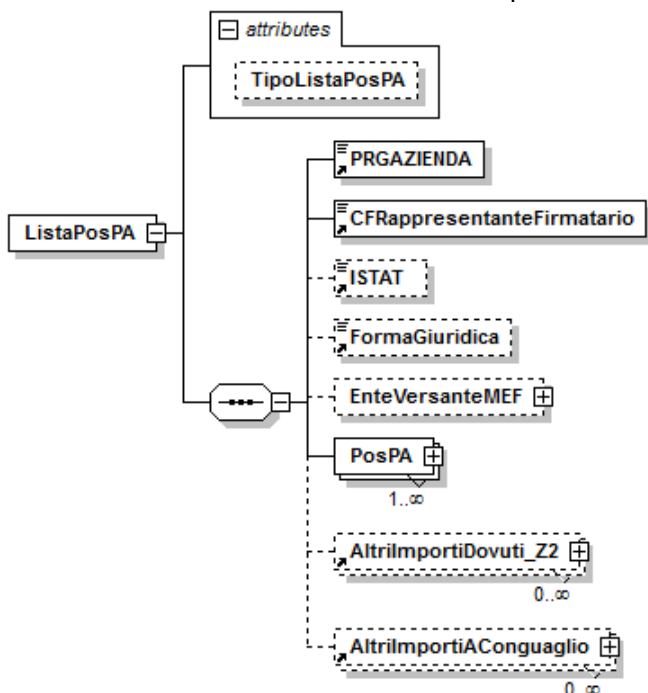 attributes
TipoListaPosPA
PRGAZIENDA
CFRappresentanteFirmatario
ListaPosPA
ISTAT
FormaGiuridica
EnteVersanteMEF
PosPA
1..∞
AltriImportiDovuti_Z2
0..∞
AltriImportiAConguaglio
0..∞